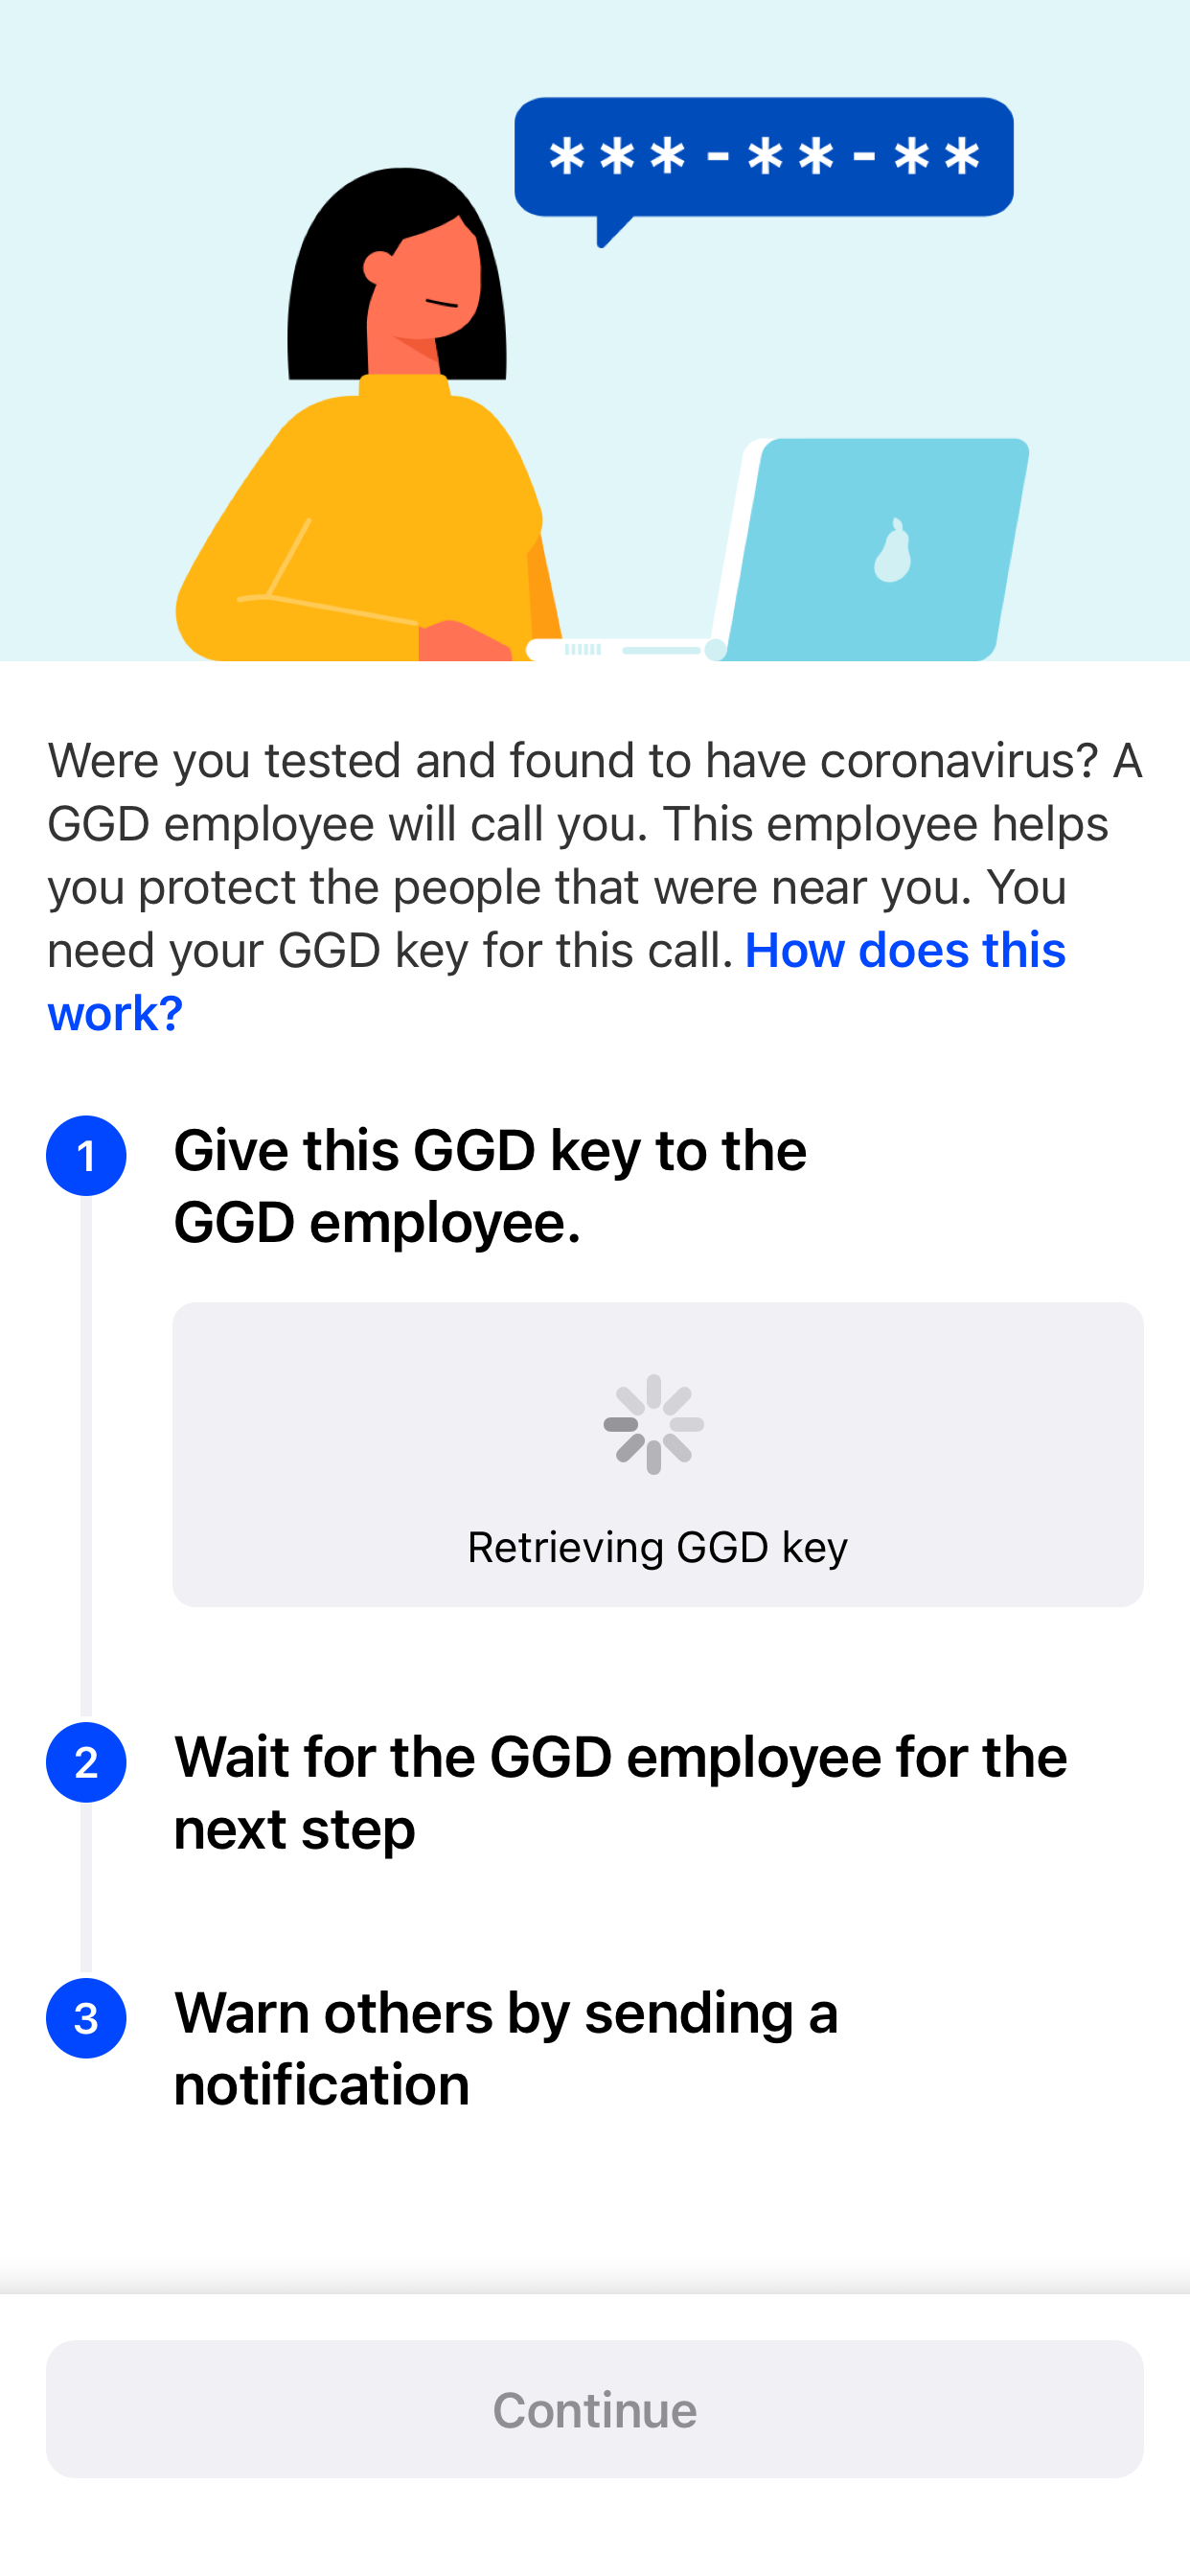 ***-**-**
Were you tested and found to have coronavirus? A
GGD employee will call you. This employee helps
you protect the people that were near you. You
need your GGD key for this call. How does this
work?
1
Give this GGD key to the
GGD employee.
Retrieving GGD key
2
Wait for the GGD employee for the
next step
3
Warn others by sending a
notification
Continue